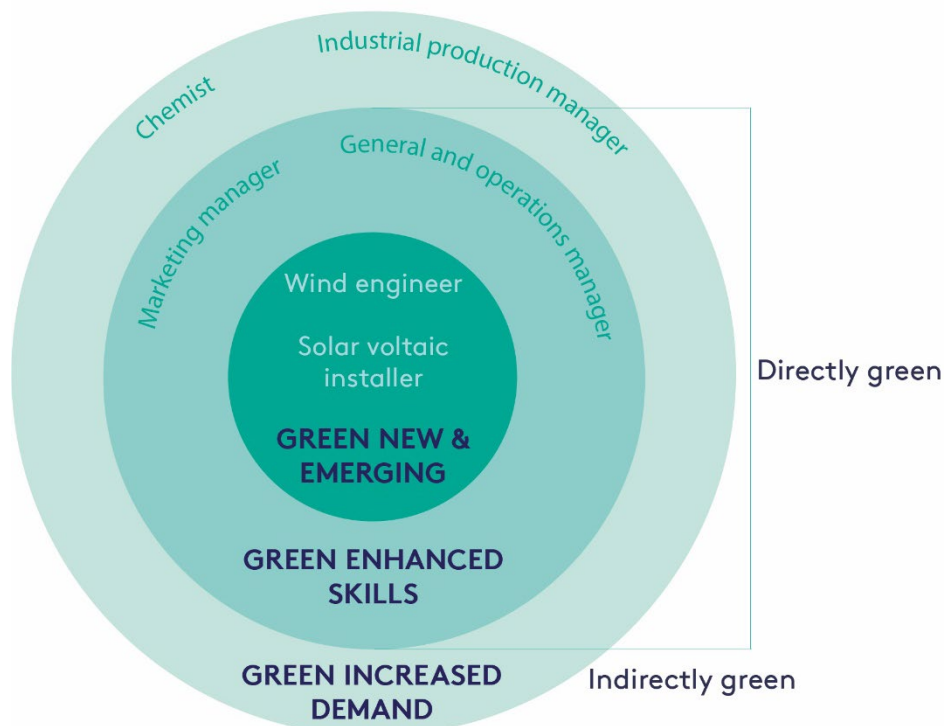 Industrial production manager
Chemist
General and operations manager
Marketing manager
Wind engineer
Solar voltaic
installer
GREEN NEW &
EMERGING
Directly green
GREEN ENHANCED
SKILLS
GREEN INCREASED
DEMAND
Indirectly green